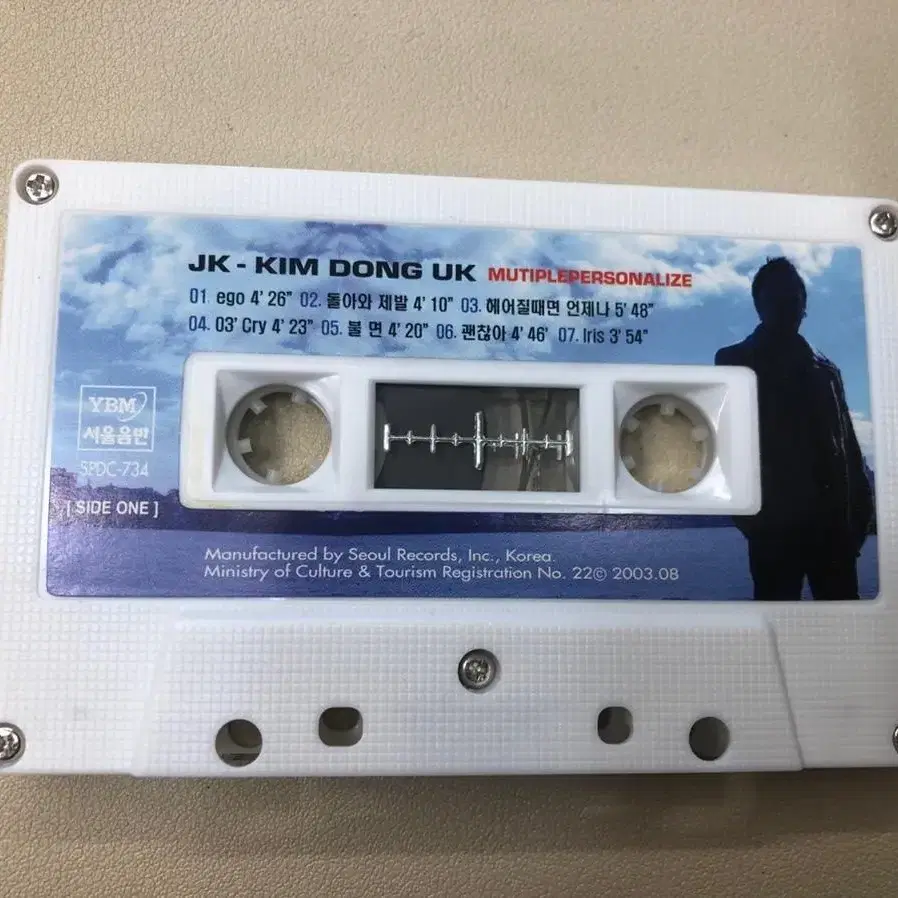 JK - KIM DONG UK MUTIPLEPERSONALIZE
01. ego 4' 26" 02. 돌아와 제발 4' 10" 03. 헤어질때면 언제나 5' 48"
04. 03' Cry 4' 23" 05. 불 면 4' 20" 06. 괜찮아 4' 46' 07. Iris 3' 54"
YBM
서울음반
SPDC-734
[ SIDE ONE ]
Manufactured by Seoul Records, Inc., Korea.
Ministry of Culture & Tourism Registration No. 22© 2003.08